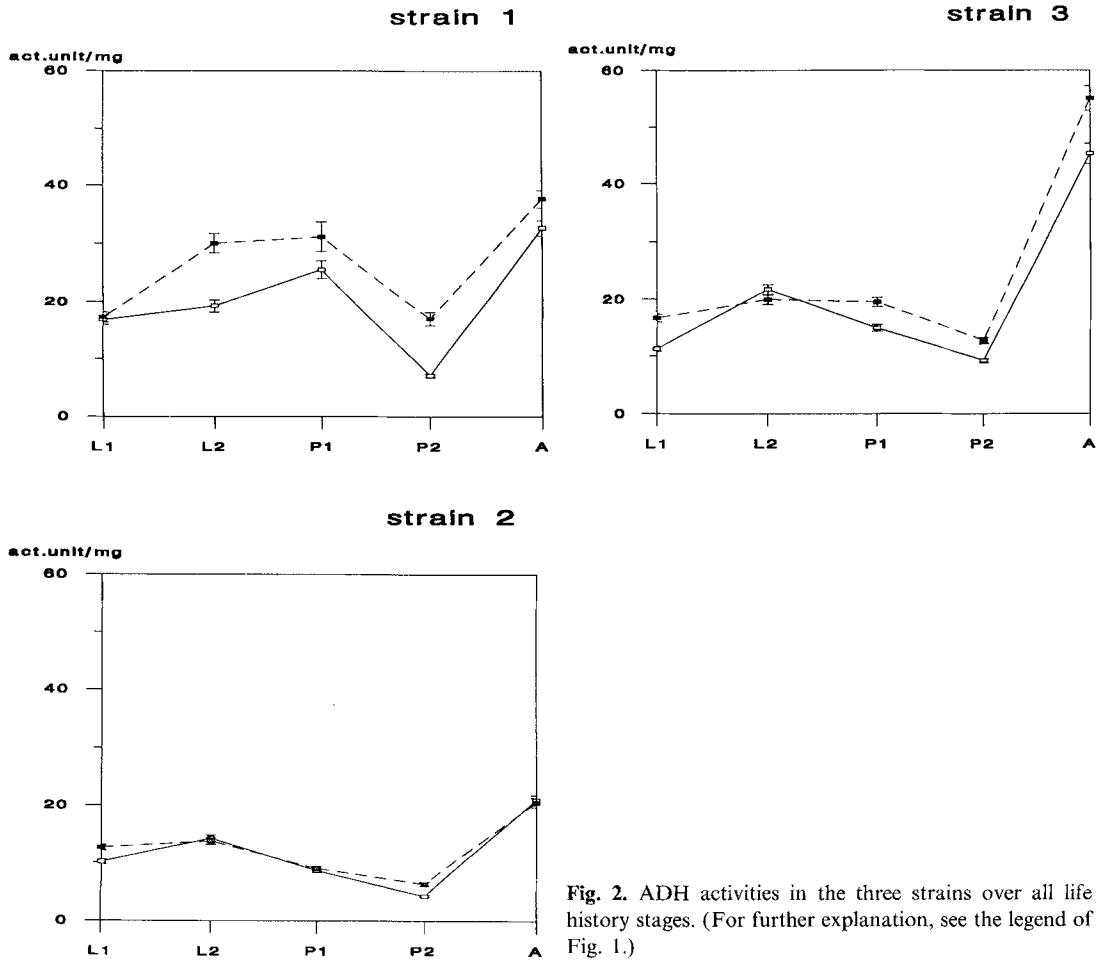 strain 1
act.unit/mg
60
40
20
0
L1 L2 P1 P2 A
strain 3
act.unit/mg
60
40
20
0
L1 L2 P1 P2 A
strain 2
act.unit/mg
60
40
20
0
L1 L2 P1 P2 A
Fig. 2. ADH activities in the three strains over all life
history stages. (For further explanation, see the legend of
Fig. 1.)